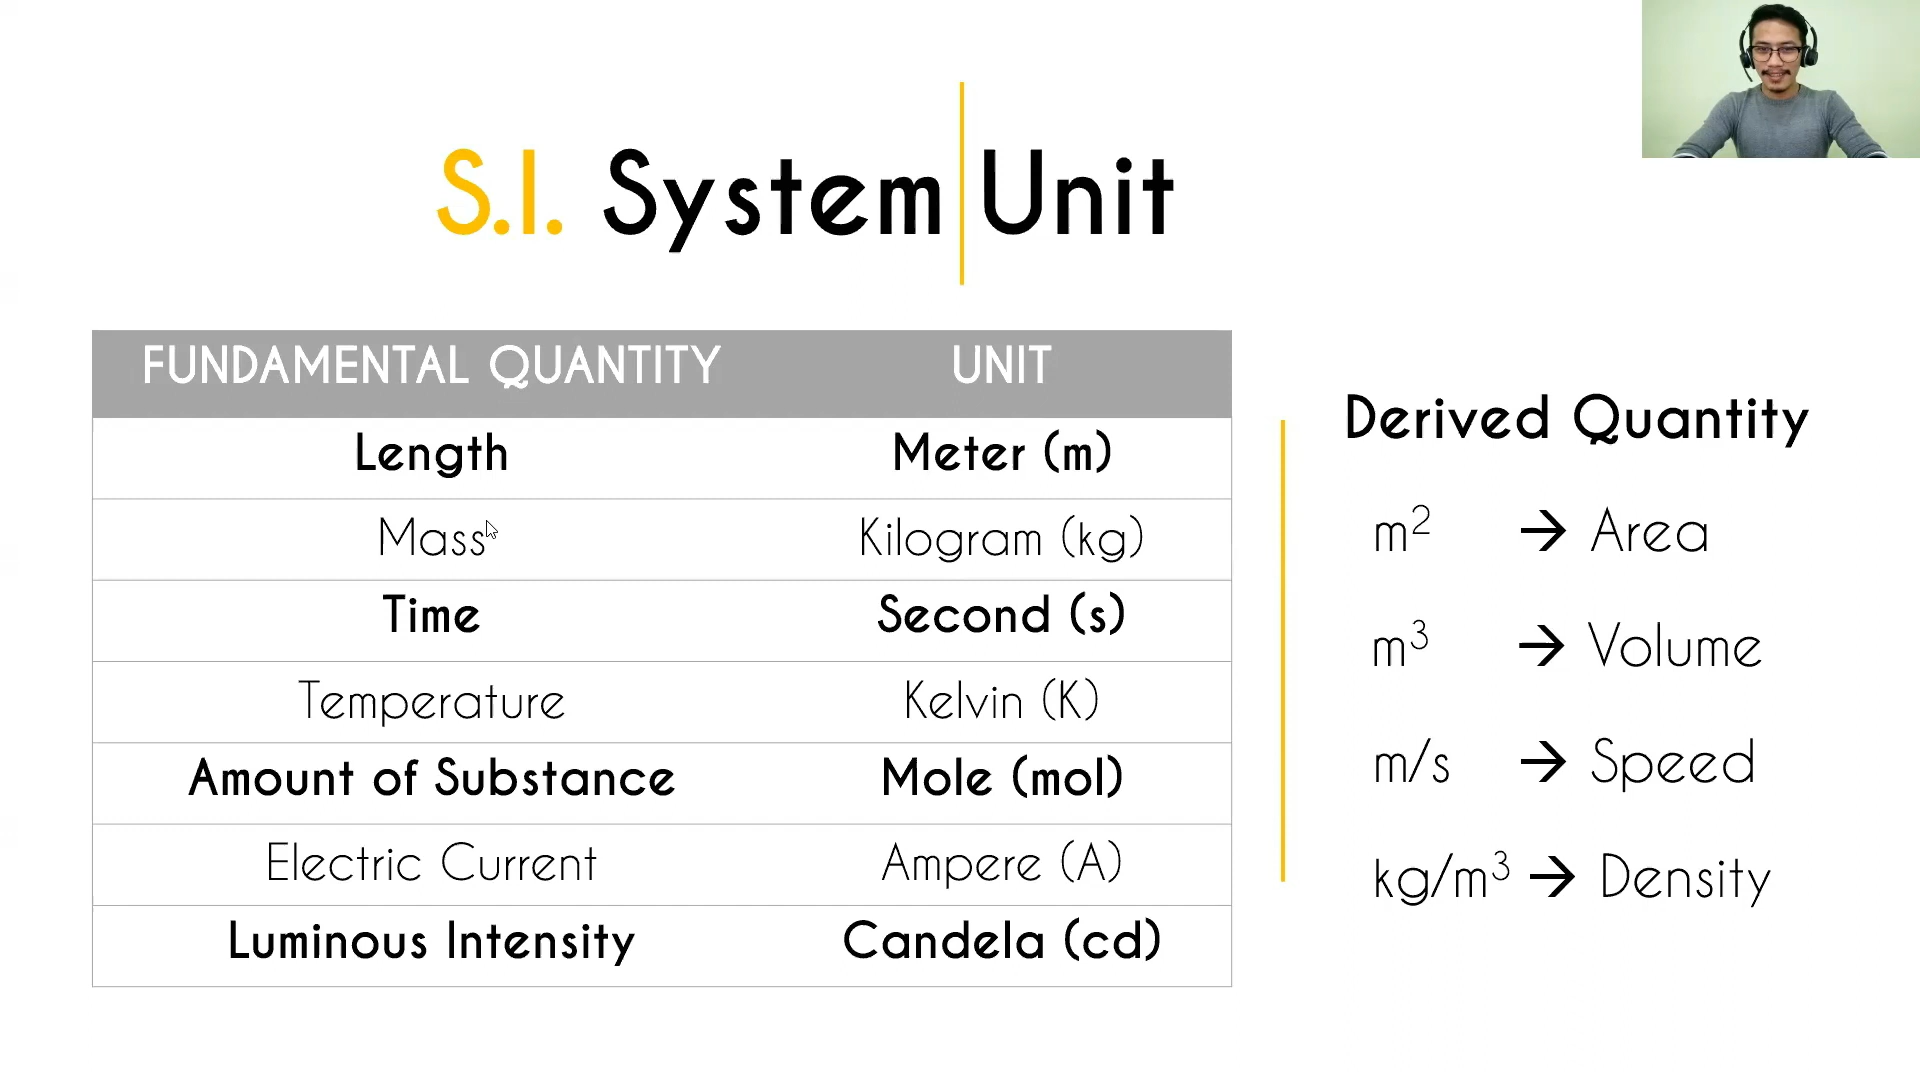 S.I. System Unit
FUNDAMENTAL QUANTITY UNIT
Length Meter (m)
Mass Kilogram (kg)
Time Second (s)
Temperature Kelvin (K)
Amount of Substance Mole (mol)
Electric Current Ampere (A)
Luminous Intensity Candela (cd)
Derived Quantity
m² → Area
m³ → Volume
m/s → Speed
kg/m³ → Density